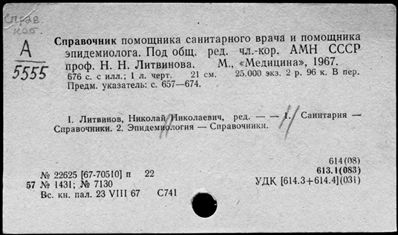 А
5555
Справочник помощника санитарного врача и помощника
эпидемиолога. Под общ. ред. чл.-кор. АМН СССР
проф. Н. Н. Литвинова. М., «Медицина», 1967.
676 с. с илл.; 1 л. черт. 21 см. 25.000 экз. 2 р. 96 к. В пер.
Предм. указатель: с. 657—674.
I. Литвинов, Николай Николаевич, ред. — — 1. Санитария —
Справочники. 2. Эпидемиология — Справочники.
614(08)
613.1(083)
№ 22625 [67-70510] п 22
57 № 1431; № 7130
УДК [614.3+614.4](031)
Вс. кн. пал. 23 VIII 67 С741